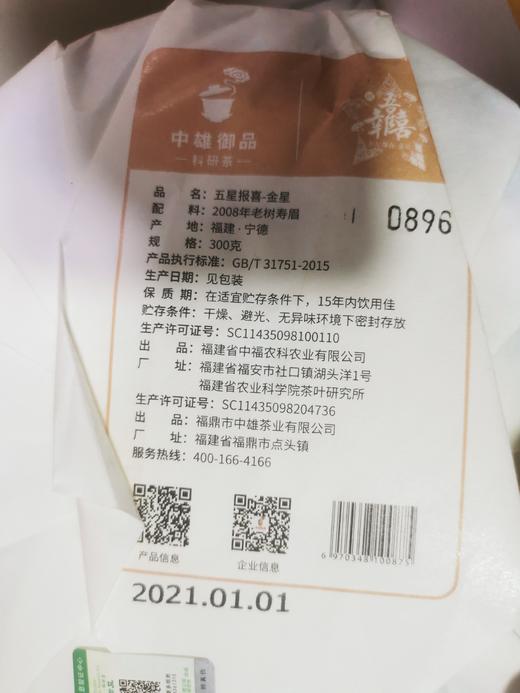 中雄御品
科研茶
五星
幸喜
品　名：五星报喜-金星
配　料：2008年老树寿眉
产　地：福建·宁德
规　格：300克
0896
产品执行标准：GB/T 31751-2015
生产日期：见包装
保 质 期：在适宜贮存条件下，15年内饮用佳
贮存条件：干燥、避光、无异味环境下密封存放
生产许可证号：SC11435098100110
出　品：福建省中福农科农业有限公司
厂　址：福建省福安市社口镇湖头洋1号
福建省农业科学院茶叶研究所
生产许可证号：SC11435098204736
出　品：福鼎市中雄茶业有限公司
厂　址：福建省福鼎市点头镇
服务热线：400-166-4166
产品信息
企业信息
6 970348 100875
2021.01.01